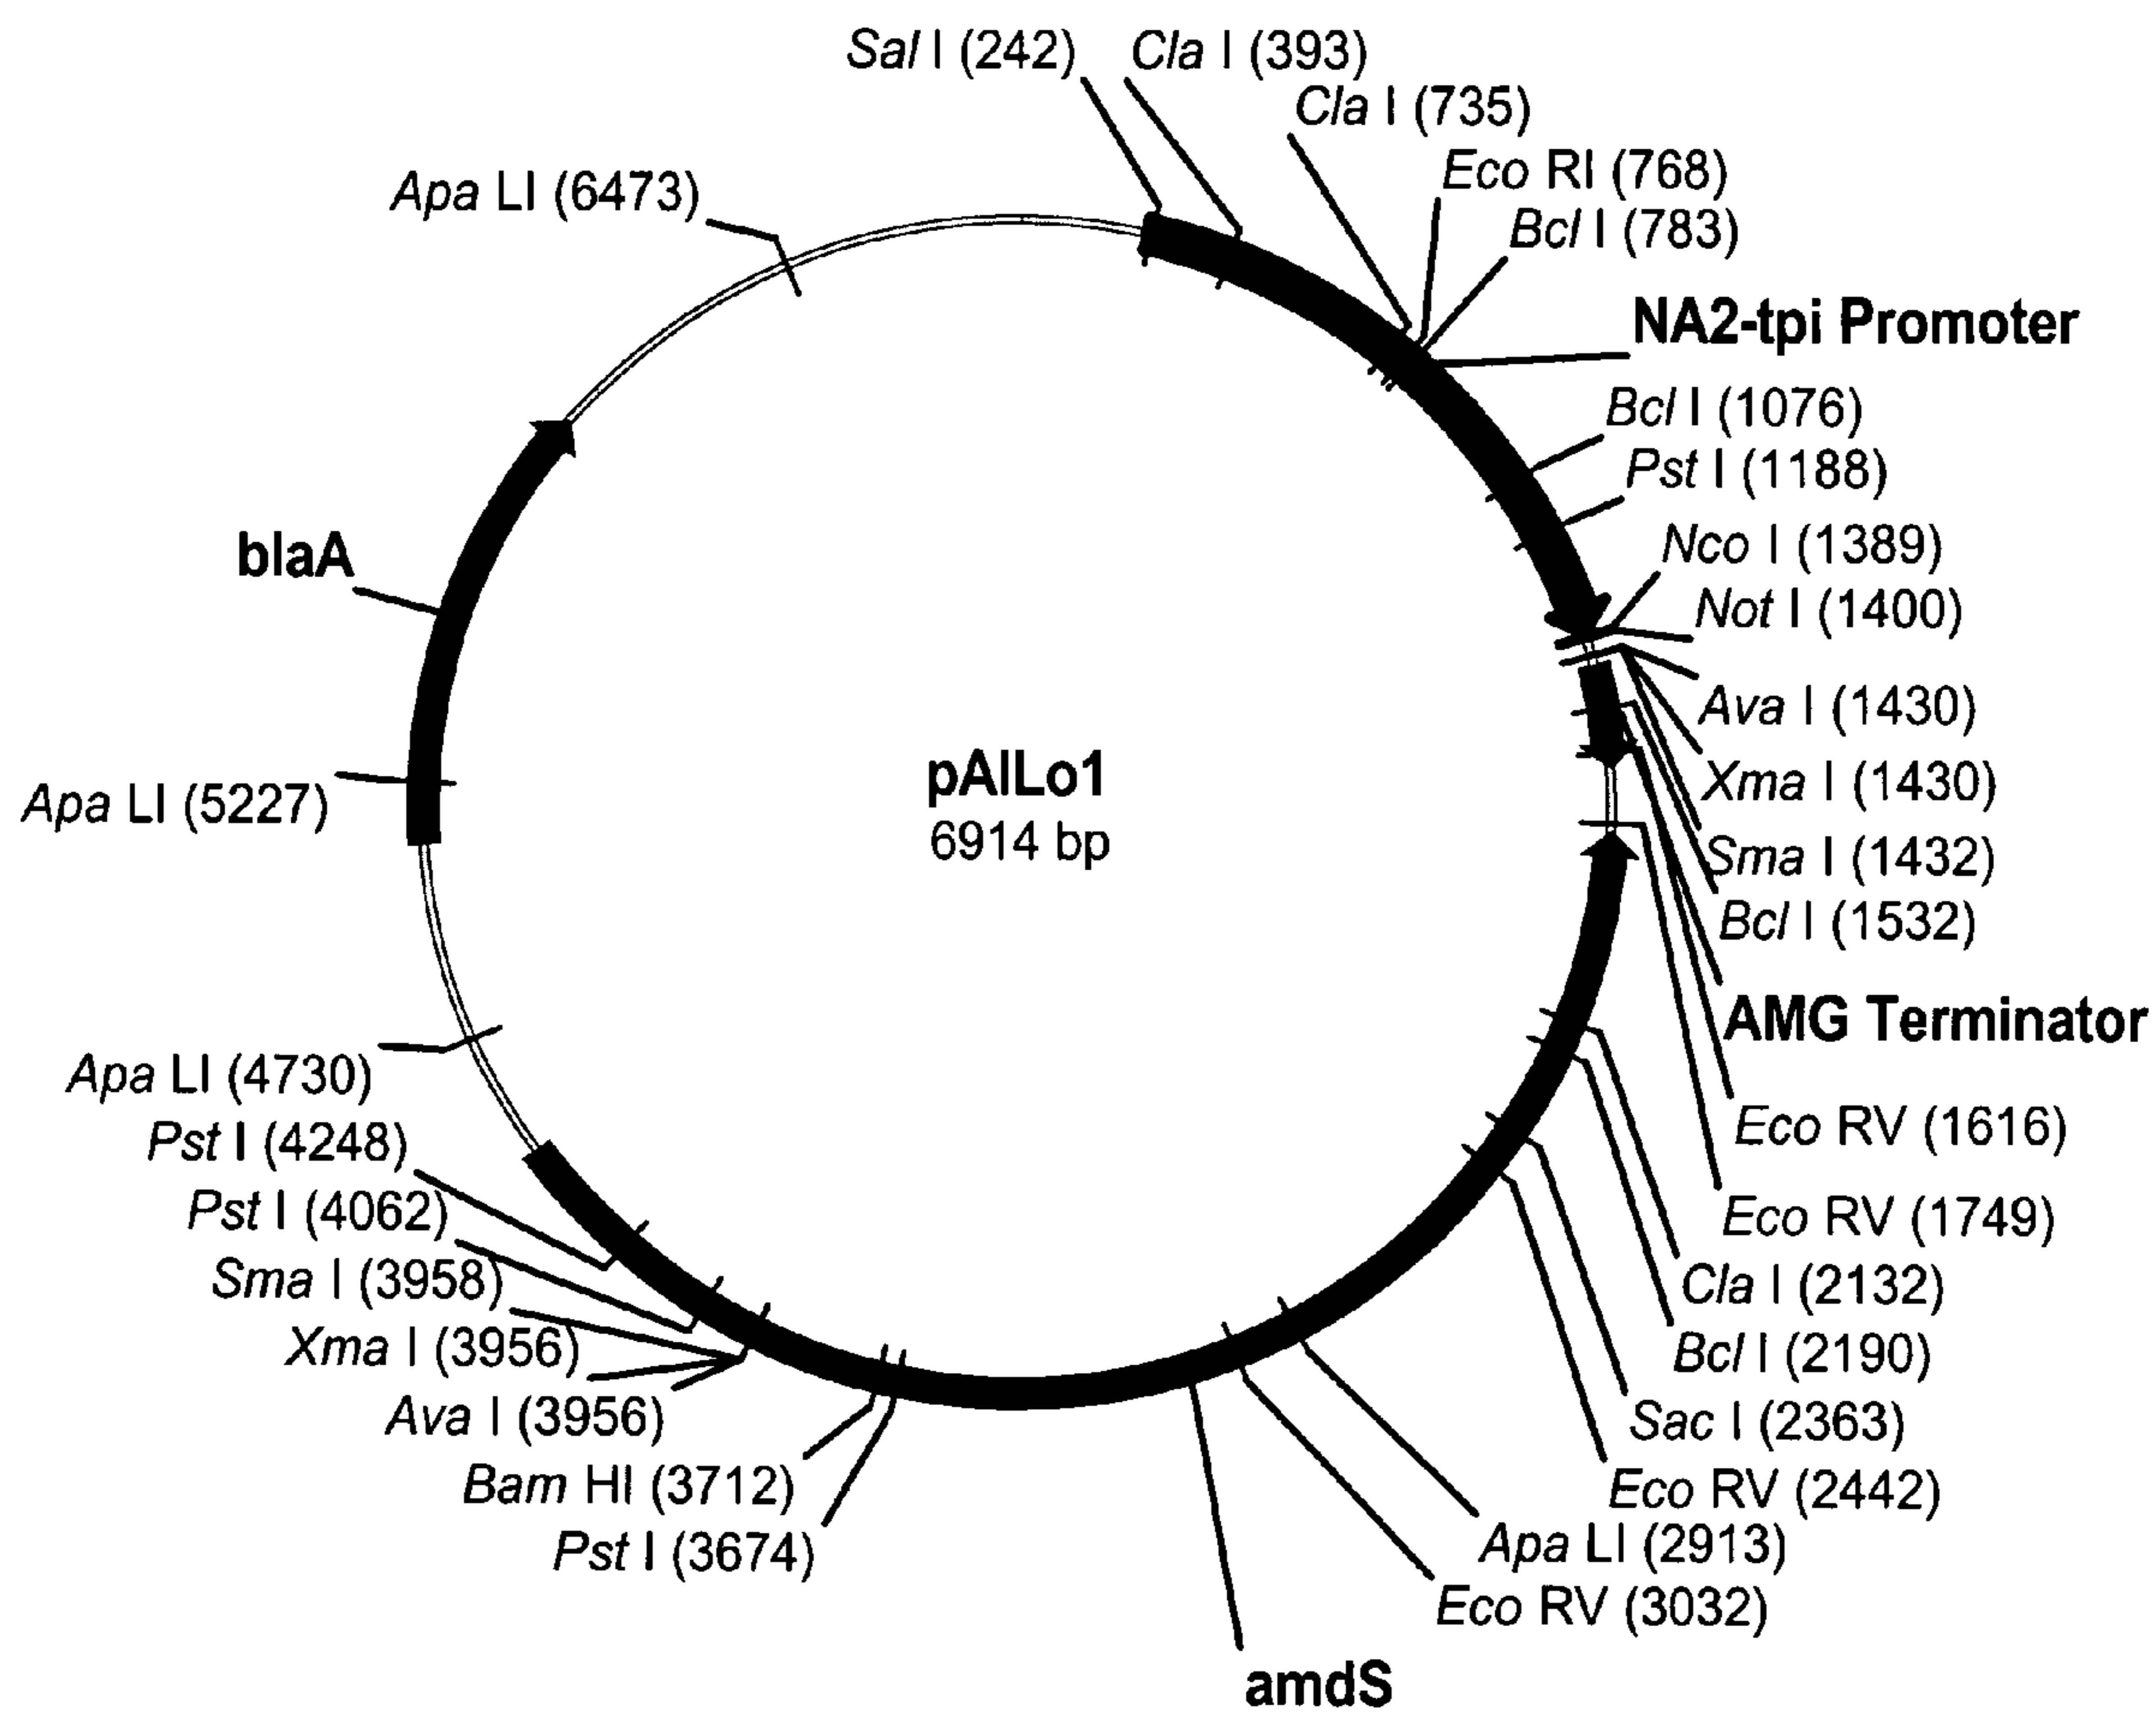 Sal I (242)
Cla I (393)
Cla I (735)
Eco RI (768)
Bcl I (783)
NA2-tpi Promoter
Bcl I (1076)
Pst I (1188)
Nco I (1389)
Not I (1400)
Ava I (1430)
Xma I (1430)
Sma I (1432)
Bcl I (1532)
AMG Terminator
Eco RV (1616)
Eco RV (1749)
Cla I (2132)
Bcl I (2190)
Sac I (2363)
Eco RV (2442)
Apa LI (2913)
Eco RV (3032)
amdS
Pst I (3674)
Bam HI (3712)
Ava I (3956)
Xma I (3956)
Sma I (3958)
Pst I (4062)
Pst I (4248)
Apa LI (4730)
Apa LI (5227)
blaA
Apa LI (6473)
pAlLo1
6914 bp